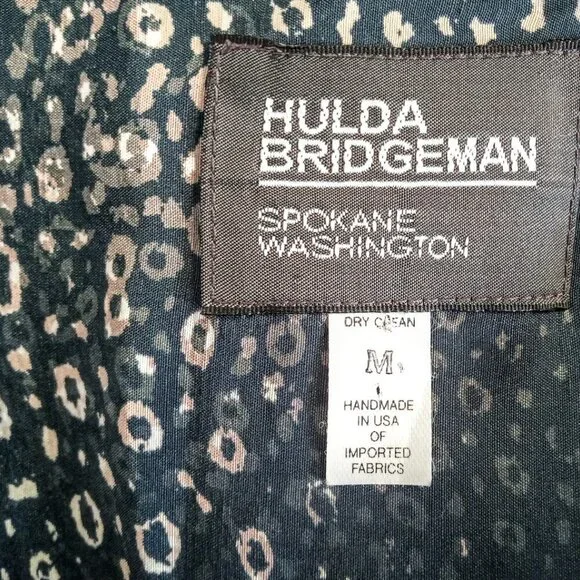 HULDA
BRIDGEMAN
SPOKANE
WASHINGTON
DRY CLEAN
M
HANDMADE
IN USA
OF
IMPORTED
FABRICS